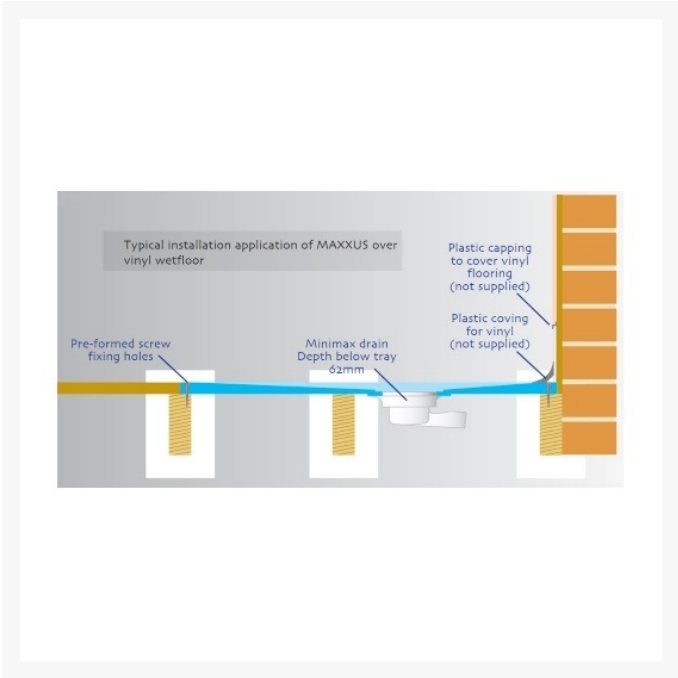 Typical installation application of MAXXUS over
vinyl wetfloor
Plastic capping
to cover vinyl
flooring
(not supplied)
Plastic coving
for vinyl
(not supplied)
Pre-formed screw
fixing holes
Minimax drain
Depth below tray
62mm